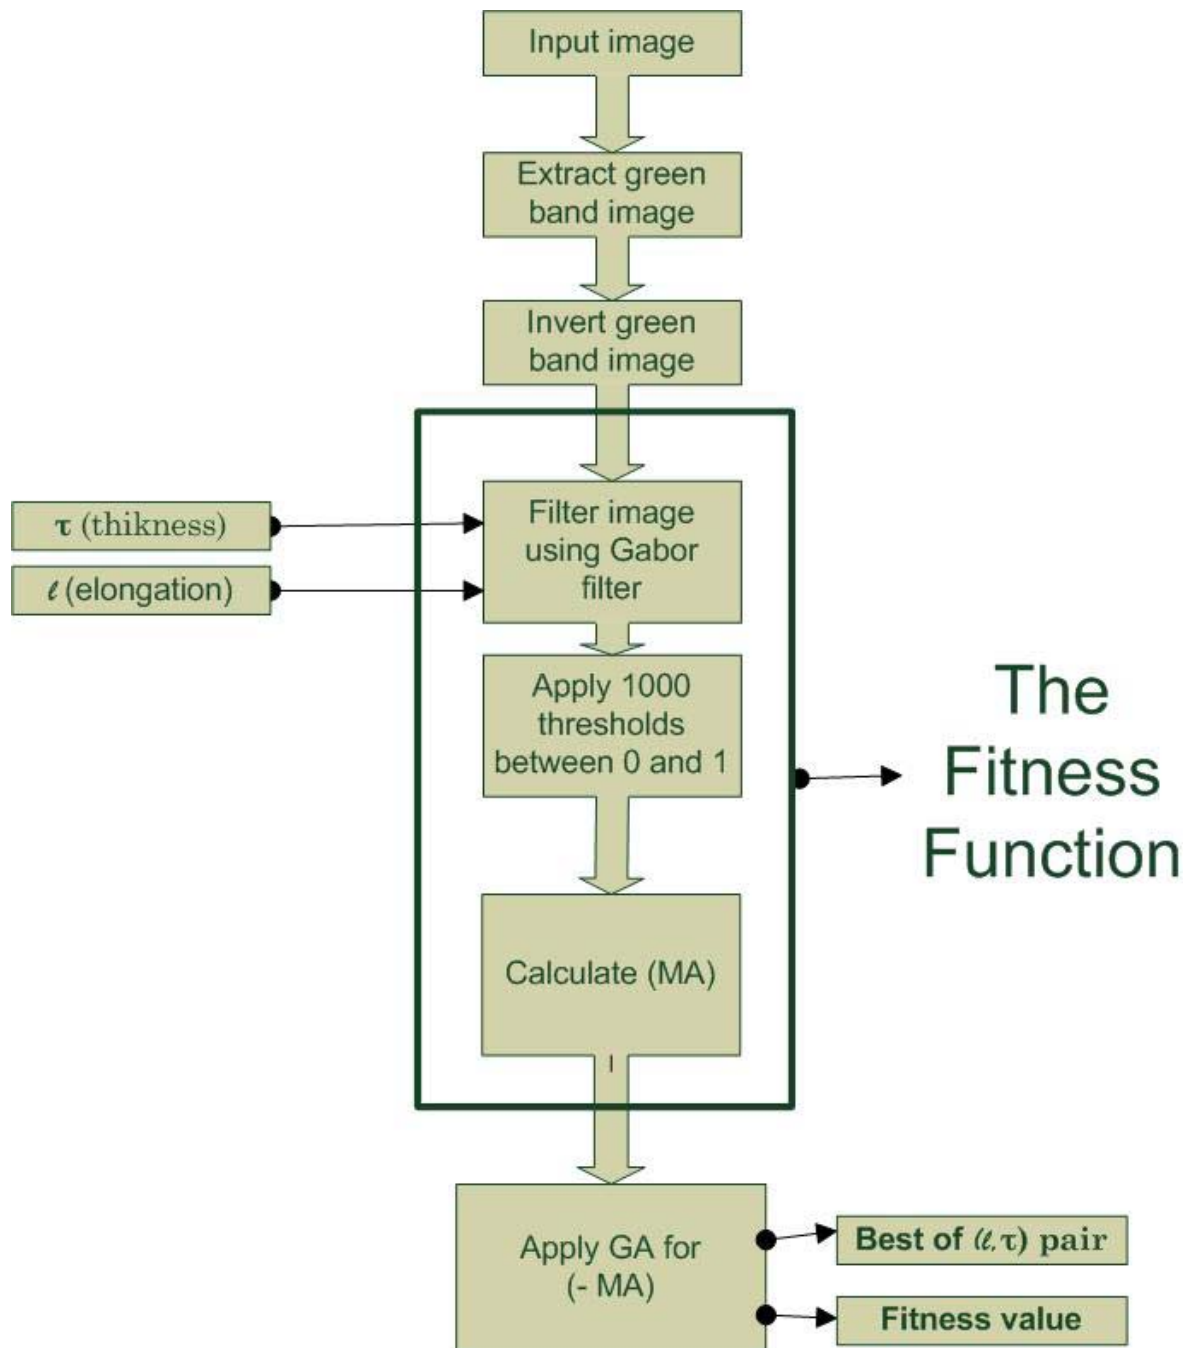 Input image
Extract green
band image
Invert green
band image
τ (thikness)
ℓ (elongation)
Filter image
using Gabor
filter
Apply 1000
thresholds
between 0 and 1
The
Fitness
Function
Calculate (MA)
Apply GA for
(- MA)
Best of (ℓ,τ) pair
Fitness value